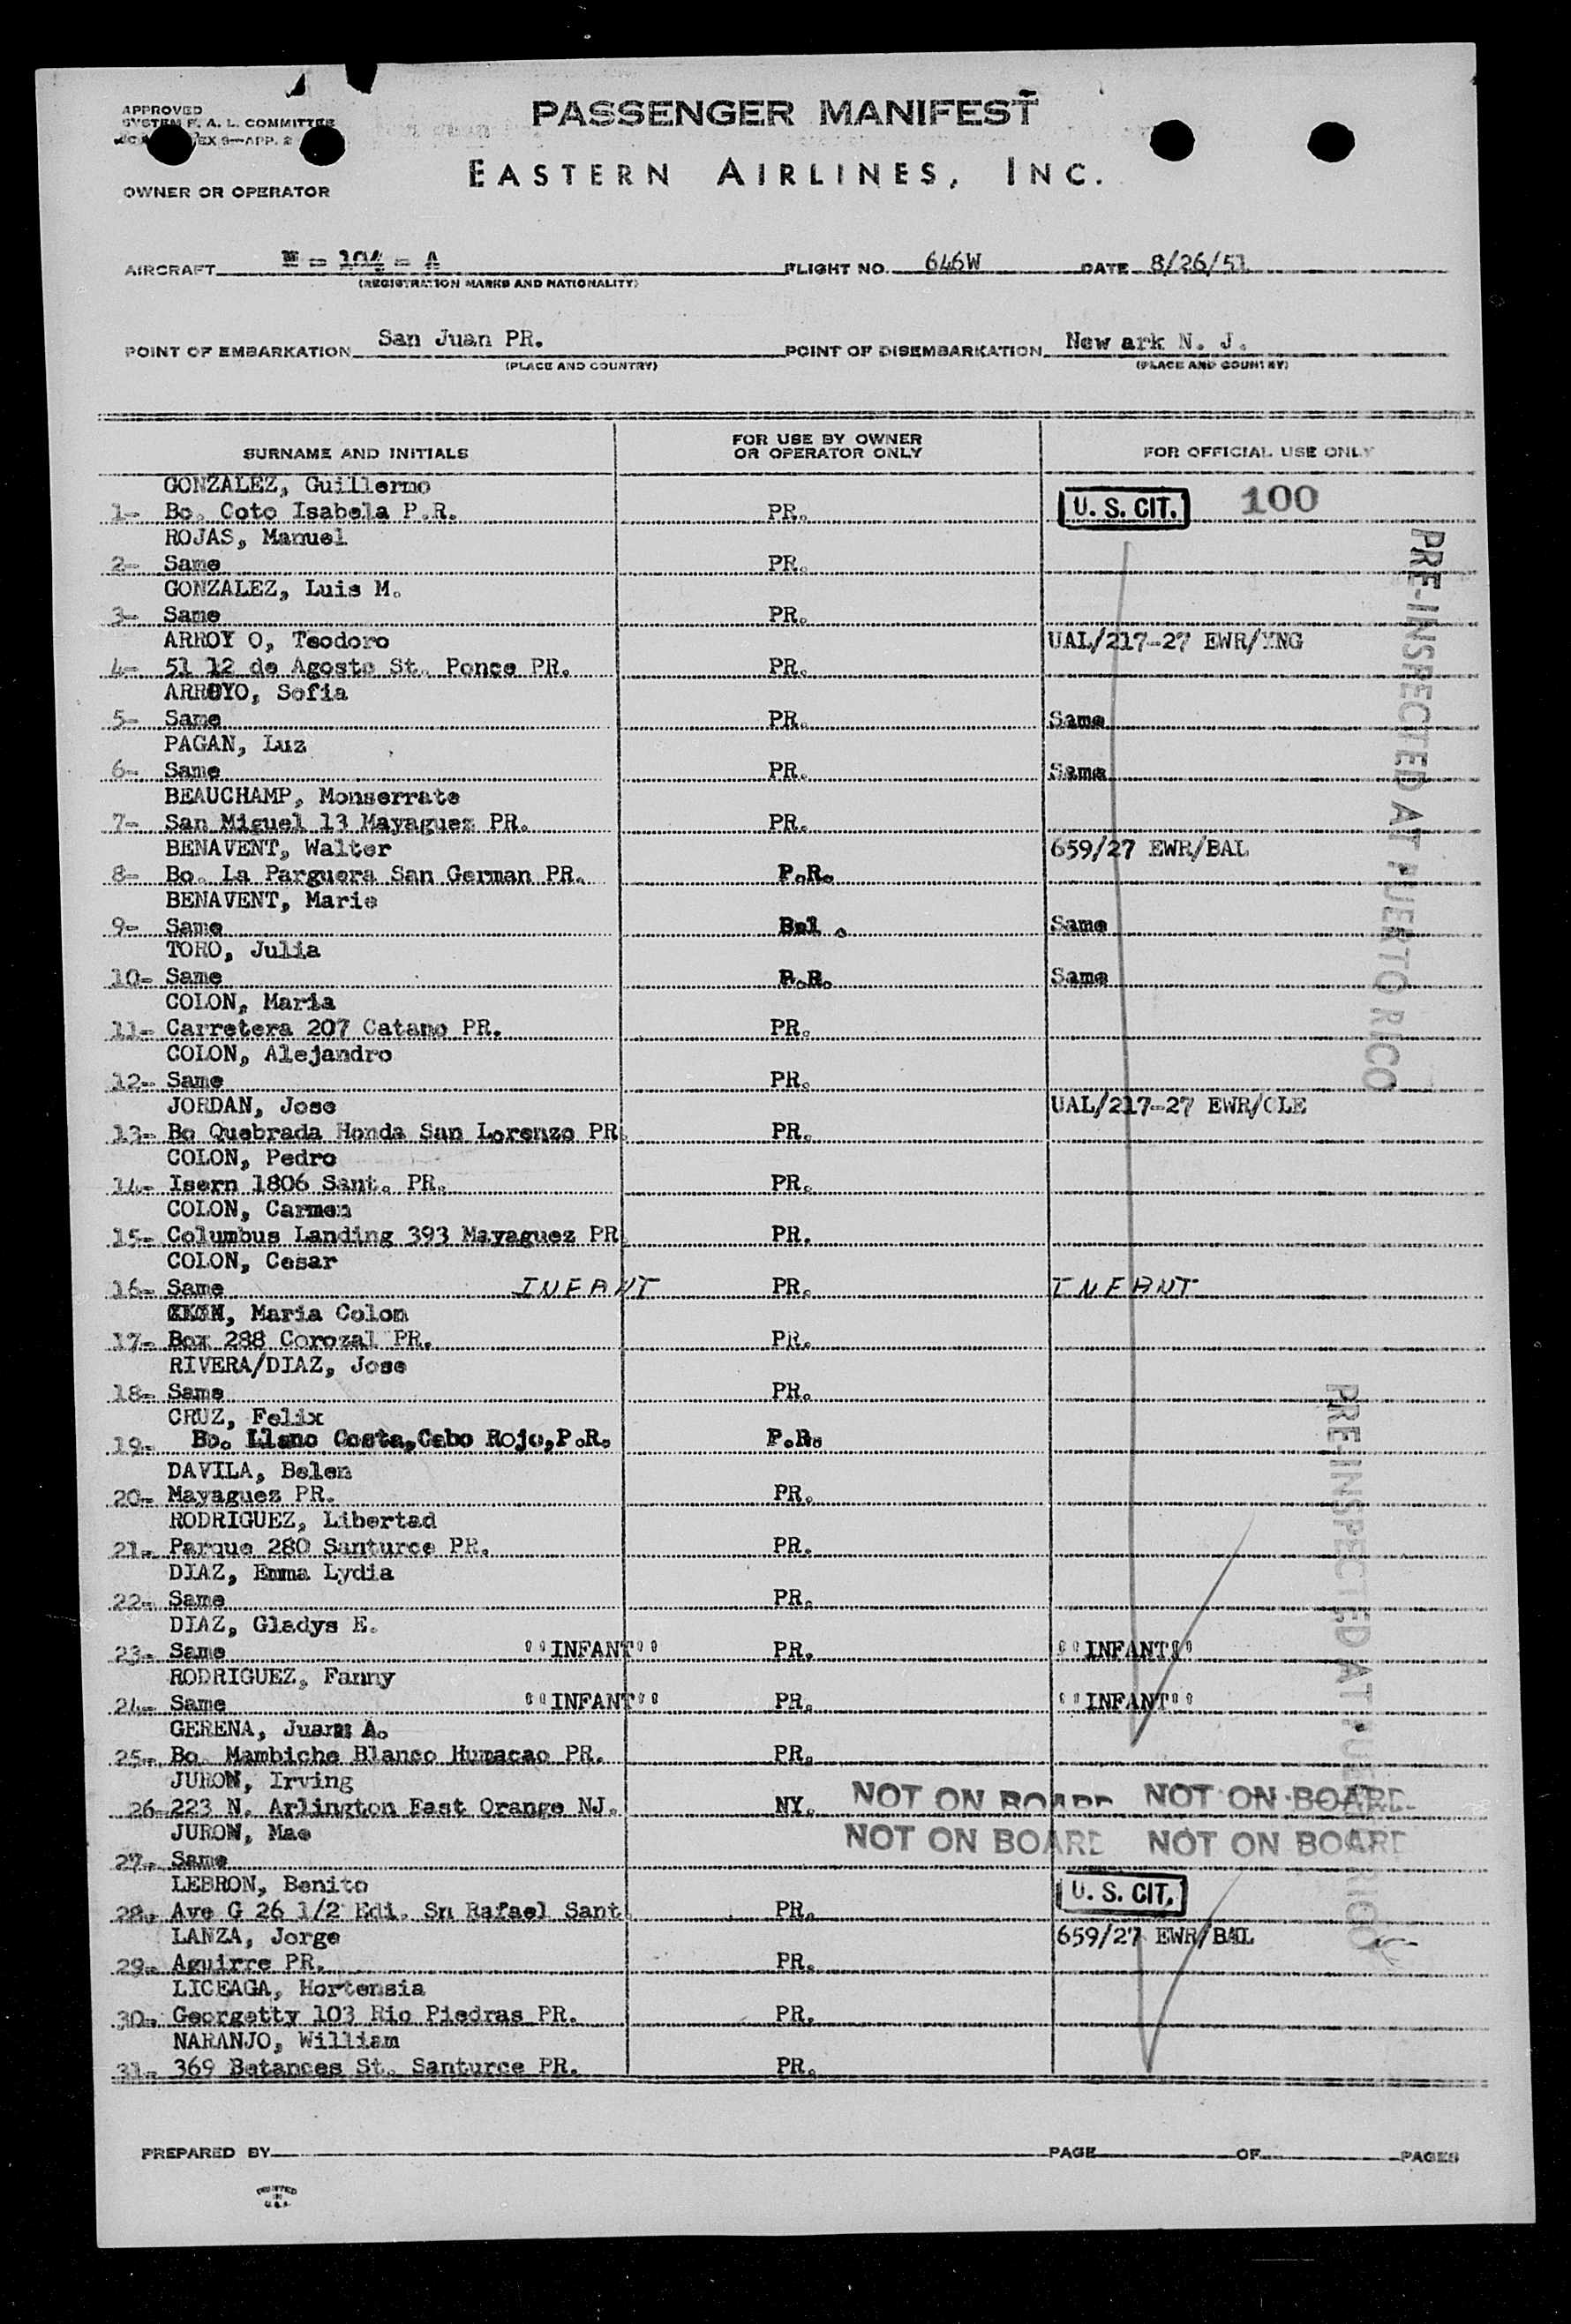 APPROVED
SYSTEM F. A. L. COMMITTEE
EX 9—APP. 2
PASSENGER MANIFEST
EASTERN AIRLINES, INC.
OWNER OR OPERATOR
AIRCRAFT N - 104 - A FLIGHT NO. 646W DATE 8/26/51
(REGISTRATION MARKS AND NATIONALITY)
POINT OF EMBARKATION San Juan PR. POINT OF DISEMBARKATION New ark N. J.
(PLACE AND COUNTRY) (PLACE AND COUNTRY)
SURNAME AND INITIALS FOR USE BY OWNER OR OPERATOR ONLY FOR OFFICIAL USE ONLY
GONZALEZ, Guillermo
1- Bo. Coto Isabela P.R. PR. U. S. CIT. 100
ROJAS, Manuel
2- Same PR.
GONZALEZ, Luis M.
3- Same PR.
ARROY O, Teodoro UAL/217-27 EWR/YNG
4- 51 12 de Agosto St. Ponce PR. PR.
ARROYO, Sofia
5- Same PR. Same
PAGAN, Luz
6- Same PR. Same
BEAUCHAMP, Monserrate
7- San Miguel 13 Mayaguez PR. PR.
BENAVENT, Walter 659/27 EWR/BAL
8- Bo. La Parguera San German PR. P.R.
BENAVENT, Marie
9- Same Bel . Same
TORO, Julia
10- Same P.R. Same
COLON, Maria
11- Carretera 207 Catano PR. PR.
COLON, Alejandro
12- Same PR.
JORDAN, Jose UAL/217-27 EWR/CLE
13- Bo Quebrada Honda San Lorenzo PR. PR.
COLON, Pedro
14- Isern 1806 Sant. PR. PR.
COLON, Carmen
15- Columbus Landing 393 Mayaguez PR. PR.
COLON, Cesar
16- Same INFANT PR. INFANT
Maria Colon
17- Box 288 Corozal PR. PR.
RIVERA/DIAZ, Jose
18- Same PR.
CRUZ, Felix
19- Bo. Llano Costa,Cabo Rojo,P.R. P.R.
DAVILA, Belen
20- Mayaguez PR. PR.
RODRIGUEZ, Libertad
21- Parque 280 Santurce PR. PR.
DIAZ, Emma Lydia
22- Same PR.
DIAZ, Gladys E.
23- Same ''INFANT'' PR. ''INFANT''
RODRIGUEZ, Fanny
24- Same ''INFANT'' PR. ''INFANT''
GERENA, Juana A.
25- Bo. Mambiche Blanco Humacao PR. PR.
JURON, Irving
26- 223 N. Arlington East Orange NJ. NY. NOT ON BOARD NOT ON BOARD
JURON, Mae NOT ON BOARD NOT ON BOARD
27- Same
LEBRON, Benito U. S. CIT.
28- Ave G 26 1/2 Edi. Sn Rafael Sant. PR.
LANZA, Jorge 659/27 EWR/BAL
29- Aguirre PR. PR.
LICEAGA, Hortensia
30- Georgetty 103 Rio Piedras PR. PR.
NARANJO, William
31- 369 Betances St. Santurce PR. PR.
PRE-INSPECTED AT PUERTO RICO
PRE-INSPECTED AT PUERTO RICO
PREPARED BY PAGE OF PAGES
PRINTED
IN
U.S.A.